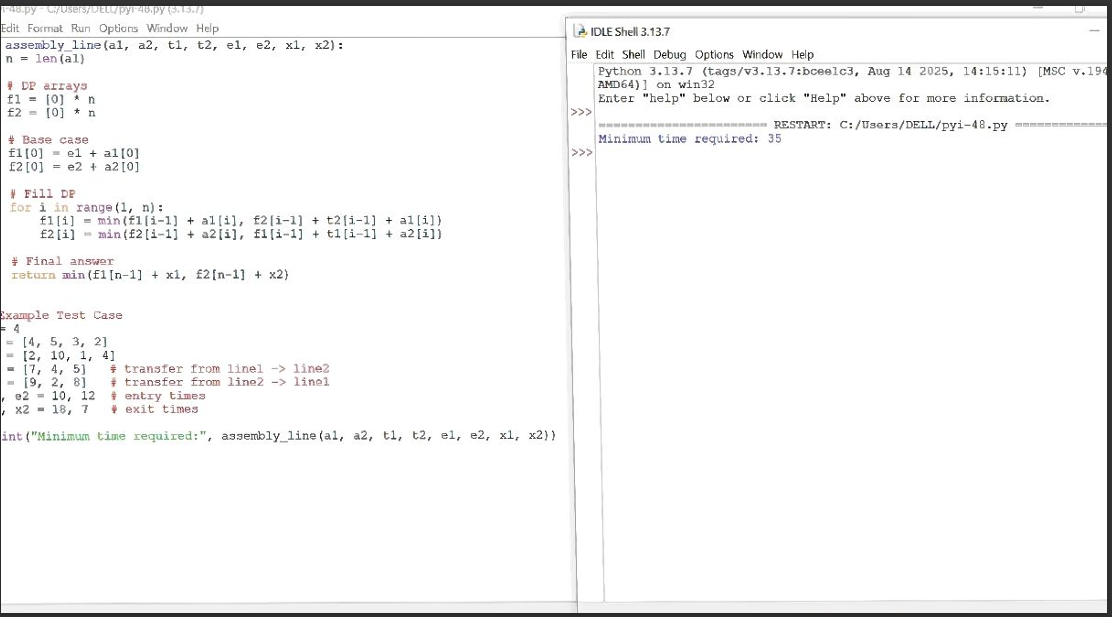 i-48.py - C:/Users/DELL/pyi-48.py (3.13.7)
Edit Format Run Options Window Help
assembly_line(a1, a2, t1, t2, e1, e2, x1, x2):
n = len(a1)
# DP arrays
f1 = [0] * n
f2 = [0] * n
# Base case
f1[0] = e1 + a1[0]
f2[0] = e2 + a2[0]
# Fill DP
for i in range(1, n):
f1[i] = min(f1[i-1] + a1[i], f2[i-1] + t2[i-1] + a1[i])
f2[i] = min(f2[i-1] + a2[i], f1[i-1] + t1[i-1] + a2[i])
# Final answer
return min(f1[n-1] + x1, f2[n-1] + x2)
Example Test Case
= 4
= [4, 5, 3, 2]
= [2, 10, 1, 4]
= [7, 4, 5] # transfer from line1 -> line2
= [9, 2, 8] # transfer from line2 -> line1
, e2 = 10, 12 # entry times
, x2 = 18, 7 # exit times
int("Minimum time required:", assembly_line(a1, a2, t1, t2, e1, e2, x1, x2))
IDLE Shell 3.13.7
File Edit Shell Debug Options Window Help
Python 3.13.7 (tags/v3.13.7:bcee1c3, Aug 14 2025, 14:15:11) [MSC v.194
AMD64)] on win32
Enter "help" below or click "Help" above for more information.
>>>
======================= RESTART: C:/Users/DELL/pyi-48.py =============
Minimum time required: 35
>>>